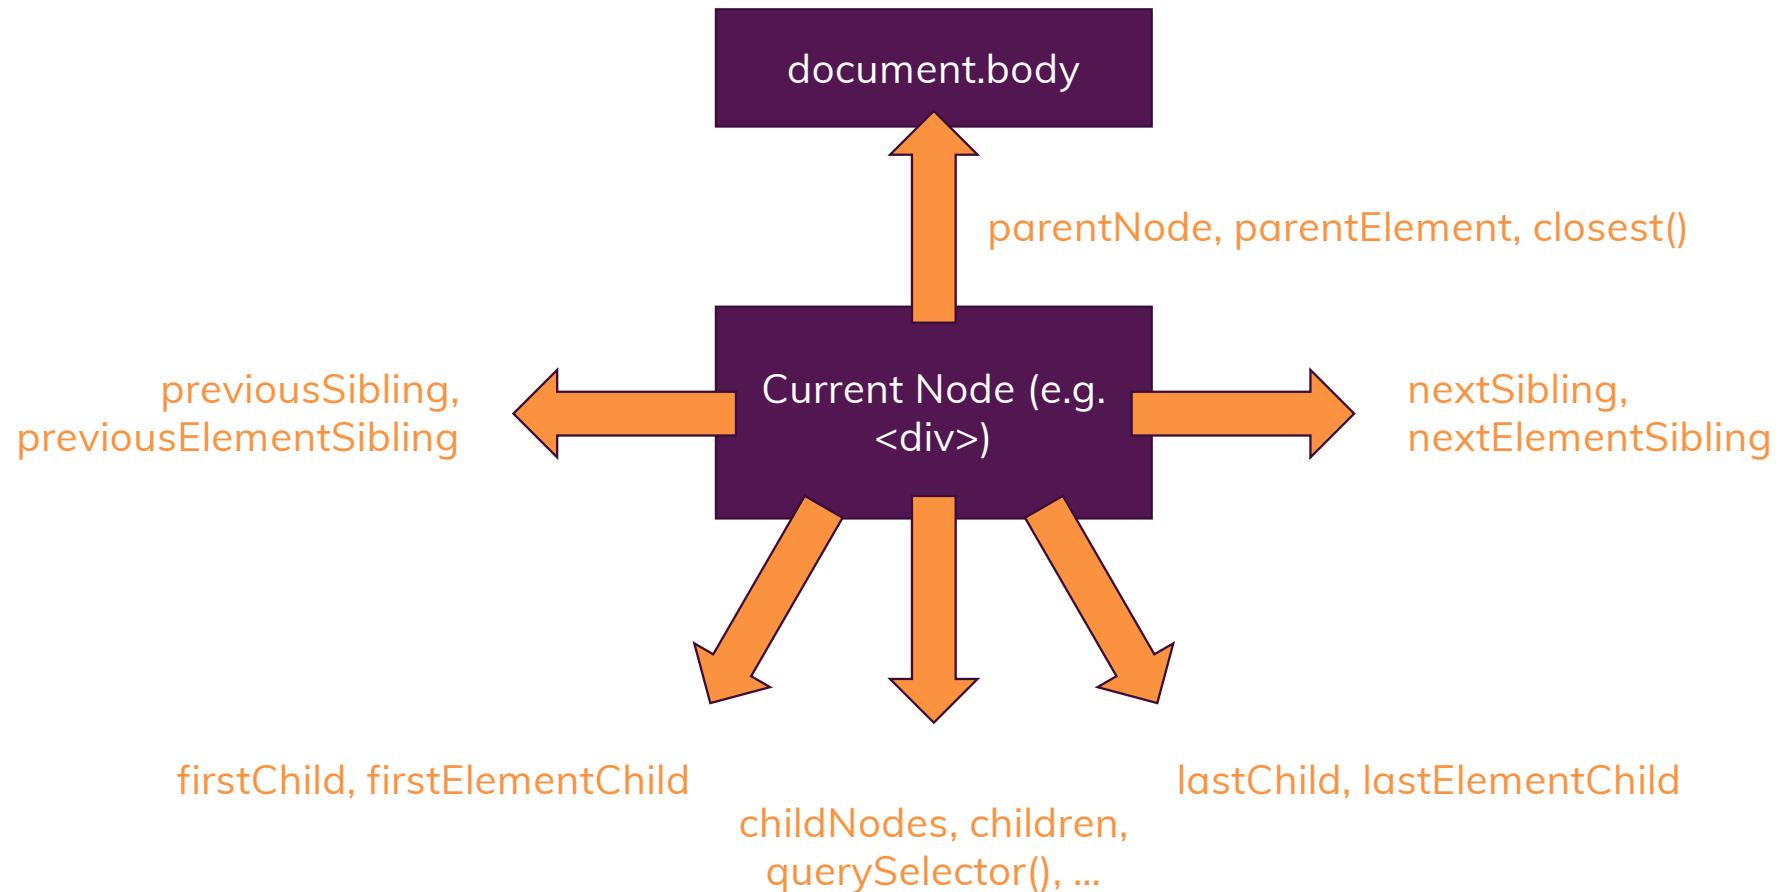 document.body
parentNode, parentElement, closest()
previousSibling,
previousElementSibling
Current Node (e.g.
<div>)
nextSibling,
nextElementSibling
firstChild, firstElementChild
lastChild, lastElementChild
childNodes, children,
querySelector(), ...